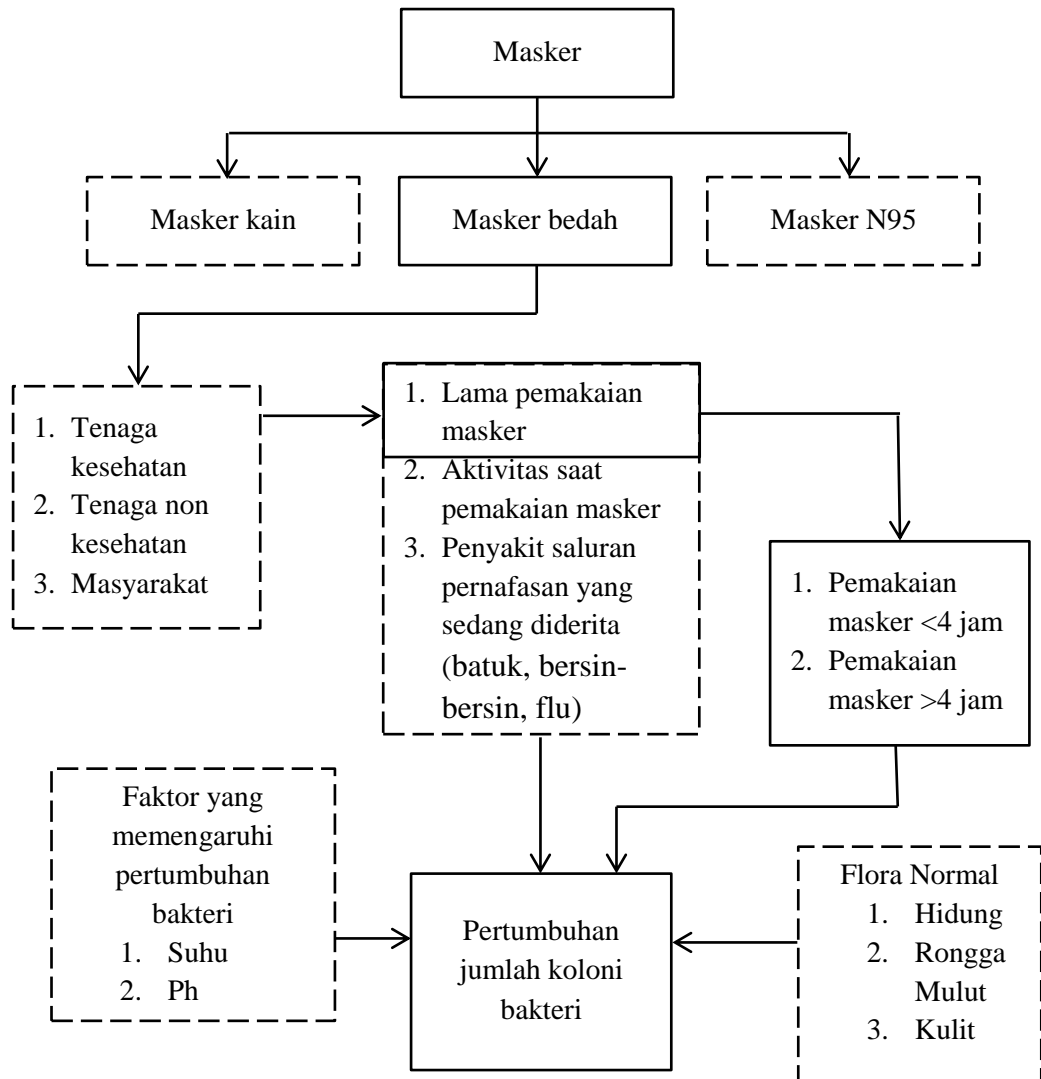 Masker
Masker kain
Masker bedah
Masker N95
1. Tenaga
kesehatan
2. Tenaga non
kesehatan
3. Masyarakat
1. Lama pemakaian
masker
2. Aktivitas saat
pemakaian masker
3. Penyakit saluran
pernafasan yang
sedang diderita
(batuk, bersin-
bersin, flu)
1. Pemakaian
masker <4 jam
2. Pemakaian
masker >4 jam
Faktor yang
memengaruhi
pertumbuhan
bakteri
1. Suhu
2. Ph
Pertumbuhan
jumlah koloni
bakteri
Flora Normal
1. Hidung
2. Rongga
Mulut
3. Kulit